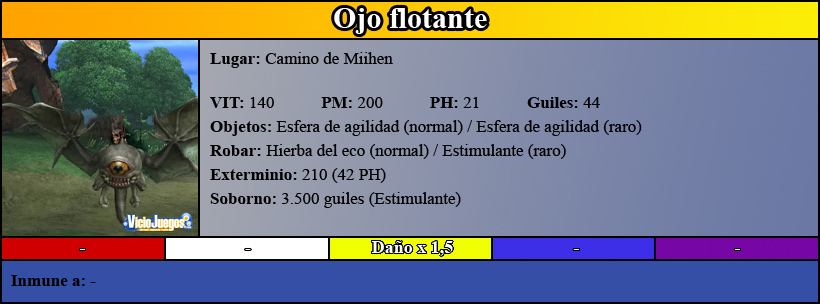 Ojo flotante
Lugar: Camino de Miihen
VIT: 140 PM: 200 PH: 21 Guiles: 44
Objetos: Esfera de agilidad (normal) / Esfera de agilidad (raro)
Robar: Hierba del eco (normal) / Estimulante (raro)
Exterminio: 210 (42 PH)
Soborno: 3.500 guiles (Estimulante)
VicioJuegos
- - Daño x 1,5 - -
Inmune a: -